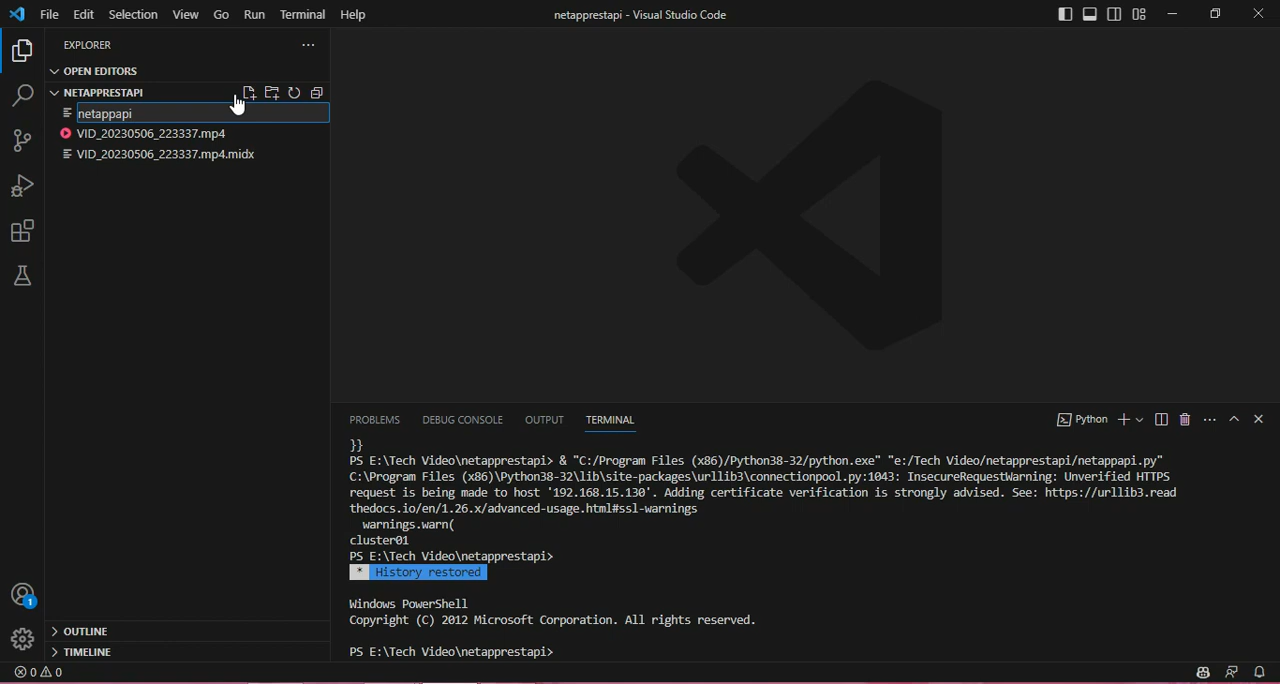 File Edit Selection View Go Run Terminal Help
netapprestapi - Visual Studio Code
EXPLORER
OPEN EDITORS
NETAPPRESTAPI
netappapi
VID_20230506_223337.mp4
VID_20230506_223337.mp4.midx
PROBLEMS DEBUG CONSOLE OUTPUT TERMINAL
Python
}}
PS E:\Tech Video\netapprestapi> & "C:/Program Files (x86)/Python38-32/python.exe" "e:/Tech Video/netapprestapi/netappapi.py"
C:\Program Files (x86)\Python38-32\lib\site-packages\urllib3\connectionpool.py:1043: InsecureRequestWarning: Unverified HTTPS
request is being made to host '192.168.15.130'. Adding certificate verification is strongly advised. See: https://urllib3.read
thedocs.io/en/1.26.x/advanced-usage.html#ssl-warnings
warnings.warn(
cluster01
PS E:\Tech Video\netapprestapi>
* History restored
Windows PowerShell
Copyright (C) 2012 Microsoft Corporation. All rights reserved.
PS E:\Tech Video\netapprestapi>
1
OUTLINE
TIMELINE
0 0